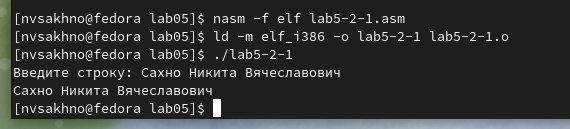 [nvsakhno@fedora lab05]$ nasm -f elf lab5-2-1.asm
[nvsakhno@fedora lab05]$ ld -m elf_i386 -o lab5-2-1 lab5-2-1.o
[nvsakhno@fedora lab05]$ ./lab5-2-1
Введите строку: Сахно Никита Вячеславович
Сахно Никита Вячеславович
[nvsakhno@fedora lab05]$